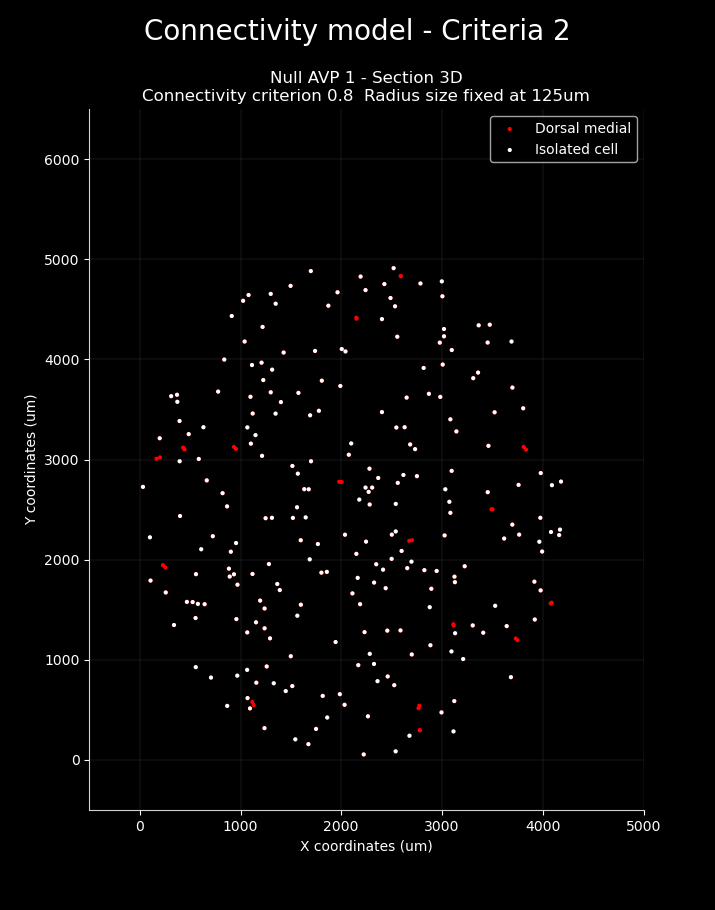 Connectivity model - Criteria 2
Null AVP 1 - Section 3D
Connectivity criterion 0.8  Radius size fixed at 125um
Dorsal medial
Isolated cell
6000
5000
4000
3000
2000
1000
0
Y coordinates (um)
0 1000 2000 3000 4000 5000
X coordinates (um)